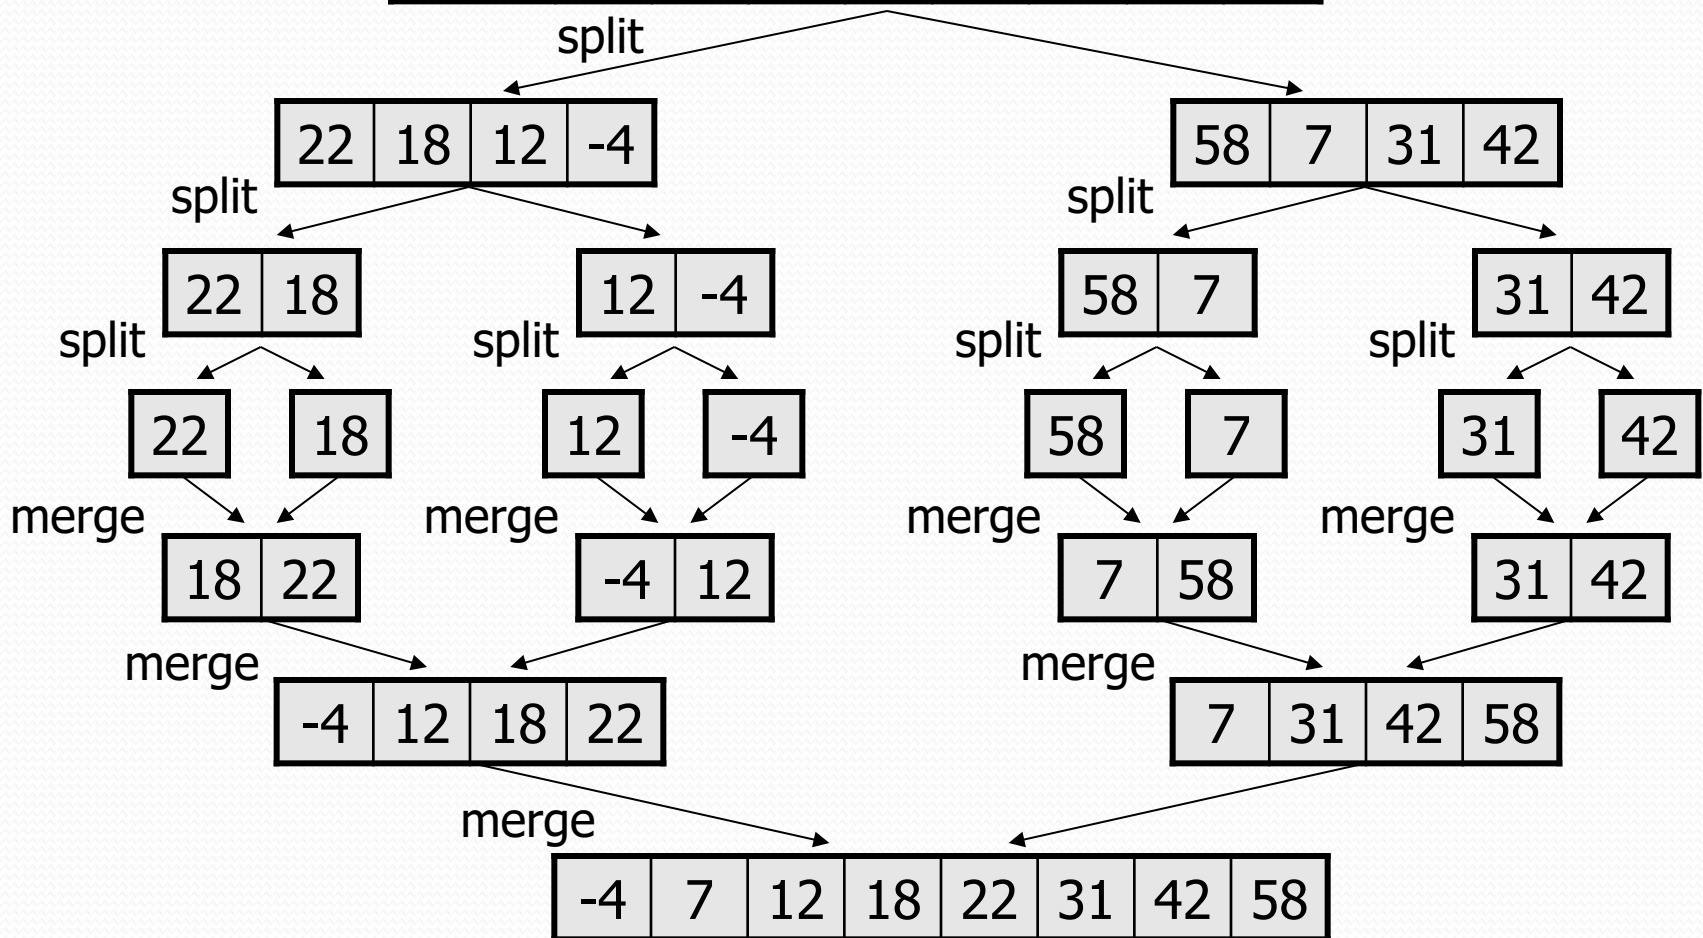 split
22 18 12 -4 58 7 31 42
split split
22 18 12 -4 58 7 31 42
split split split split
22 18 12 -4 58 7 31 42
merge merge merge merge
18 22 -4 12 7 58 31 42
merge merge
-4 12 18 22 7 31 42 58
merge
-4 7 12 18 22 31 42 58